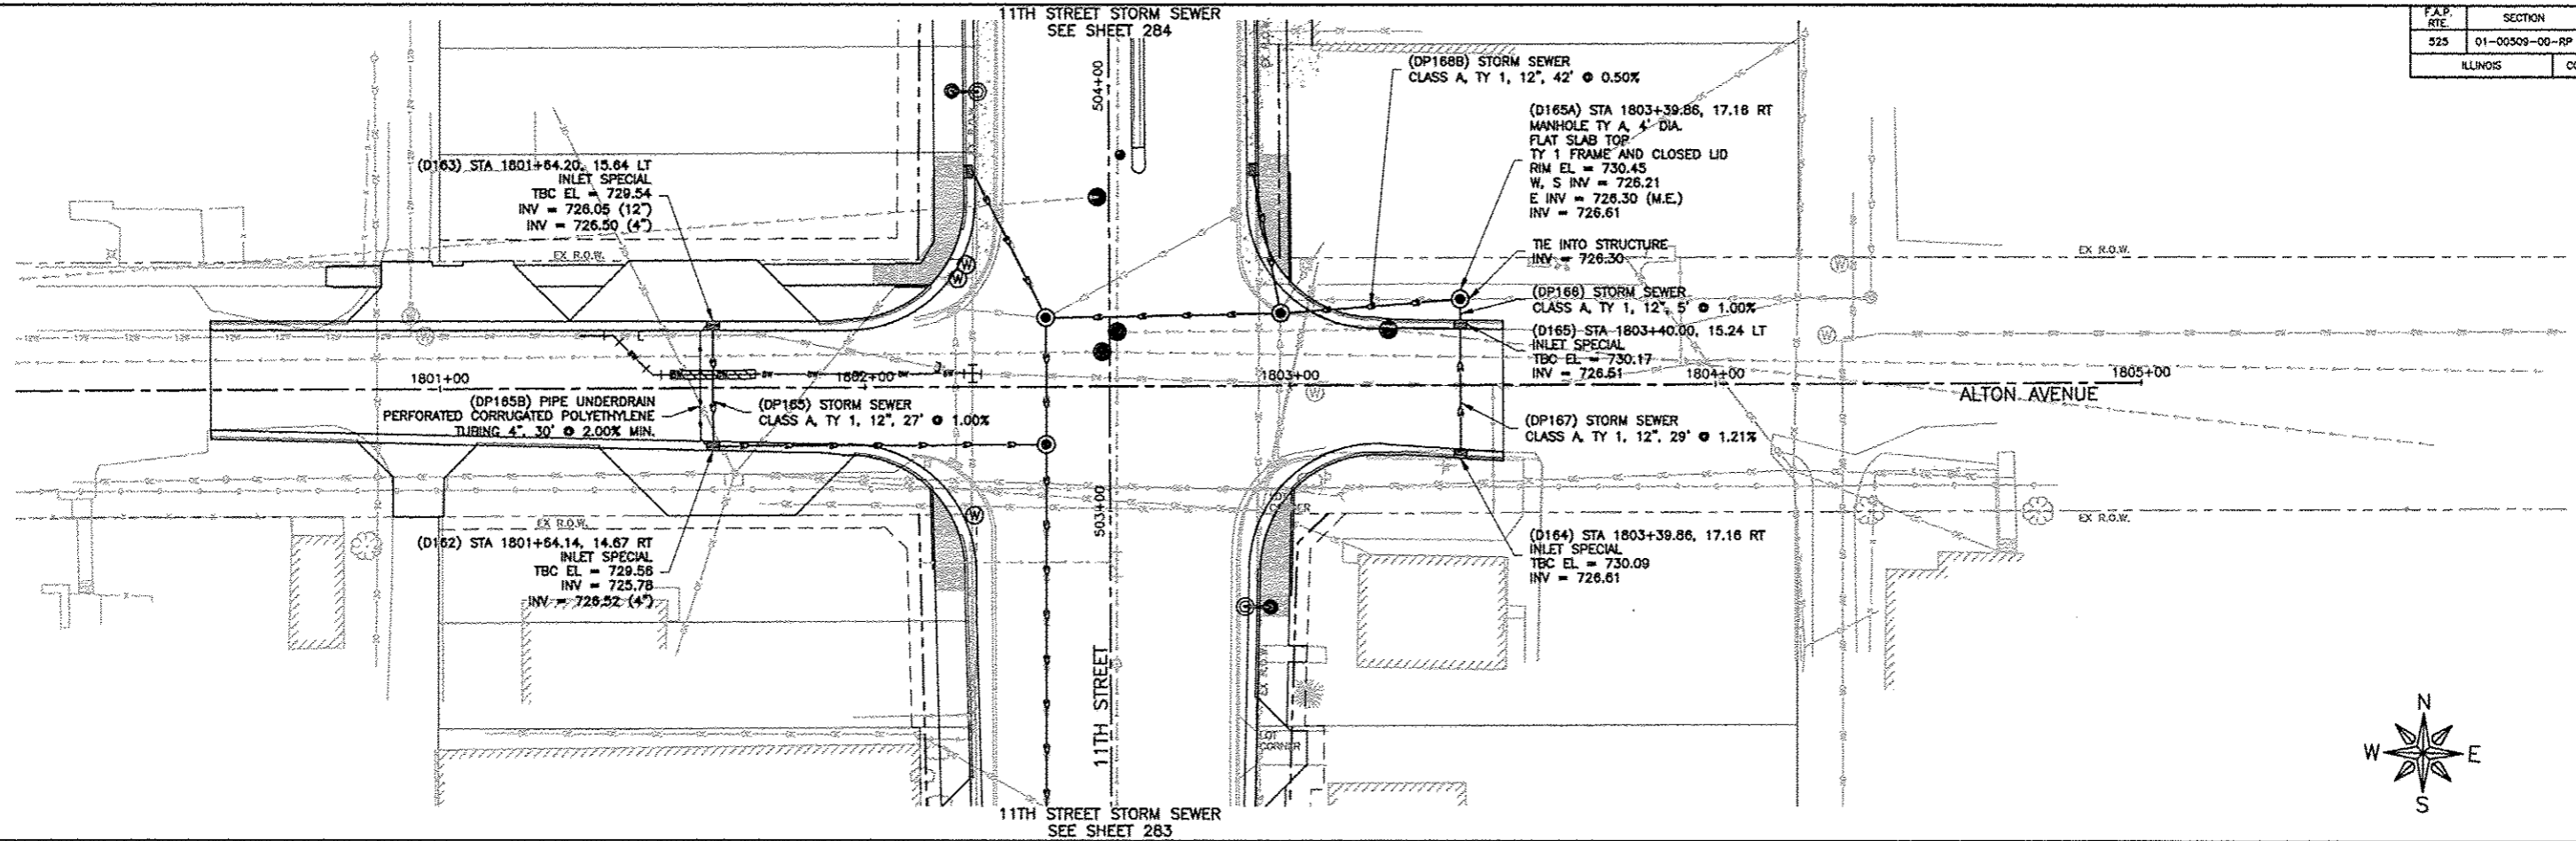 11TH STREET STORM SEWER
SEE SHEET 284
F.A.P. RTE.
SECTION
525
01-00509-00-RP
ILLINOIS
504+00
EX R.O.W.
(DP168B) STORM SEWER
CLASS A, TY 1, 12", 42' @ 0.50%
(D165A) STA 1803+39.86, 17.16 RT
MANHOLE TY A, 4' DIA.
FLAT SLAB TOP
TY 1 FRAME AND CLOSED LID
RIM EL = 730.45
W, S INV = 726.21
E INV = 726.30 (M.E.)
INV = 726.61
(D163) STA 1801+64.20, 15.64 LT
INLET SPECIAL
TBC EL = 729.54
INV = 726.05 (12")
INV = 726.50 (4")
EX R.O.W.
TIE INTO STRUCTURE
INV = 726.30
EX R.O.W.
(DP166) STORM SEWER
CLASS A, TY 1, 12", 5' @ 1.00%
(D165) STA 1803+40.00, 15.24 LT
INLET SPECIAL
TBC EL = 730.17
INV = 726.51
1801+00
1802+00
1803+00
1804+00
1805+00
ALTON AVENUE
(DP165B) PIPE UNDERDRAIN
PERFORATED CORRUGATED POLYETHYLENE
TUBING 4", 30' @ 2.00% MIN.
(DP165) STORM SEWER
CLASS A, TY 1, 12", 27' @ 1.00%
(DP167) STORM SEWER
CLASS A, TY 1, 12", 29' @ 1.21%
503+00
EX R.O.W.
EX R.O.W.
(D162) STA 1801+64.14, 14.67 RT
INLET SPECIAL
TBC EL = 729.56
INV = 725.78
INV = 726.52 (4")
(D164) STA 1803+39.86, 17.16 RT
INLET SPECIAL
TBC EL = 730.09
INV = 726.61
EX R.O.W.
11TH STREET
LOT
CORNER
N
W
E
S
11TH STREET STORM SEWER
SEE SHEET 283